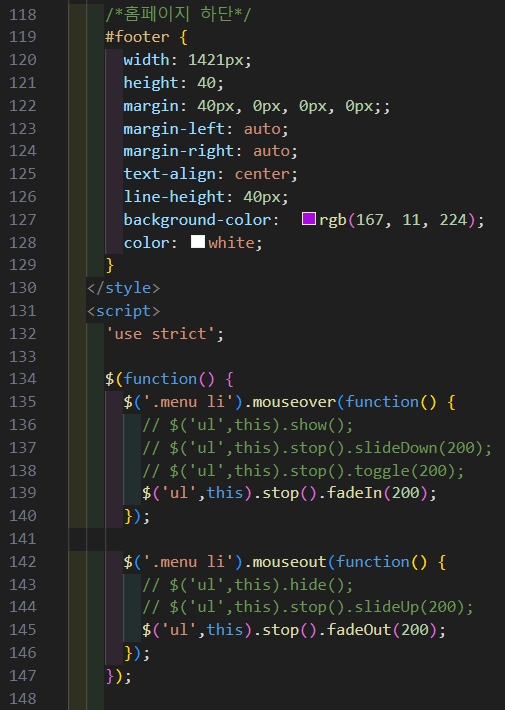 118 /*홈페이지 하단*/
119 #footer {
120 width: 1421px;
121 height: 40;
122 margin: 40px, 0px, 0px, 0px;;
123 margin-left: auto;
124 margin-right: auto;
125 text-align: center;
126 line-height: 40px;
127 background-color: rgb(167, 11, 224);
128 color: white;
129 }
130 </style>
131 <script>
132 'use strict';
133
134 $(function() {
135 $('.menu li').mouseover(function() {
136 // $('ul',this).show();
137 // $('ul',this).stop().slideDown(200);
138 // $('ul',this).stop().toggle(200);
139 $('ul',this).stop().fadeIn(200);
140 });
141
142 $('.menu li').mouseout(function() {
143 // $('ul',this).hide();
144 // $('ul',this).stop().slideUp(200);
145 $('ul',this).stop().fadeOut(200);
146 });
147 });
148